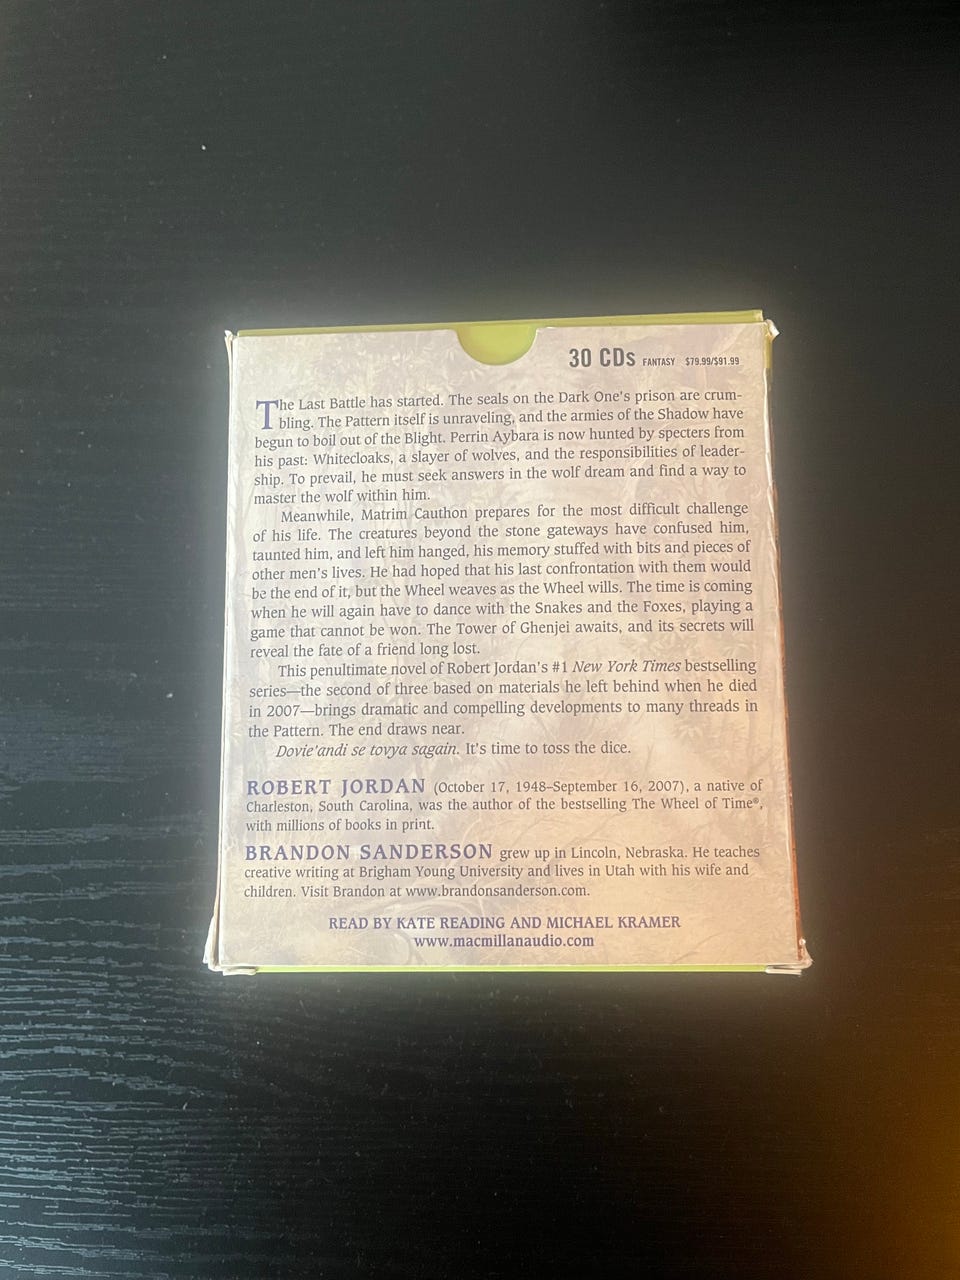 30 CDs FANTASY $79.99/$91.99
The Last Battle has started. The seals on the Dark One's prison are crum-
bling. The Pattern itself is unraveling, and the armies of the Shadow have
begun to boil out of the Blight. Perrin Aybara is now hunted by specters from
his past: Whitecloaks, a slayer of wolves, and the responsibilities of leader-
ship. To prevail, he must seek answers in the wolf dream and find a way to
master the wolf within him.
Meanwhile, Matrim Cauthon prepares for the most difficult challenge
of his life. The creatures beyond the stone gateways have confused him,
taunted him, and left him hanged, his memory stuffed with bits and pieces of
other men's lives. He had hoped that his last confrontation with them would
be the end of it, but the Wheel weaves as the Wheel wills. The time is coming
when he will again have to dance with the Snakes and the Foxes, playing a
game that cannot be won. The Tower of Ghenjei awaits, and its secrets will
reveal the fate of a friend long lost.
This penultimate novel of Robert Jordan's #1 New York Times bestselling
series—the second of three based on materials he left behind when he died
in 2007—brings dramatic and compelling developments to many threads in
the Pattern. The end draws near.
Dovie'andi se tovya sagain. It's time to toss the dice.
ROBERT JORDAN (October 17, 1948–September 16, 2007), a native of
Charleston, South Carolina, was the author of the bestselling The Wheel of Time®,
with millions of books in print.
BRANDON SANDERSON grew up in Lincoln, Nebraska. He teaches
creative writing at Brigham Young University and lives in Utah with his wife and
children. Visit Brandon at www.brandonsanderson.com.
READ BY KATE READING AND MICHAEL KRAMER
www.macmillanaudio.com